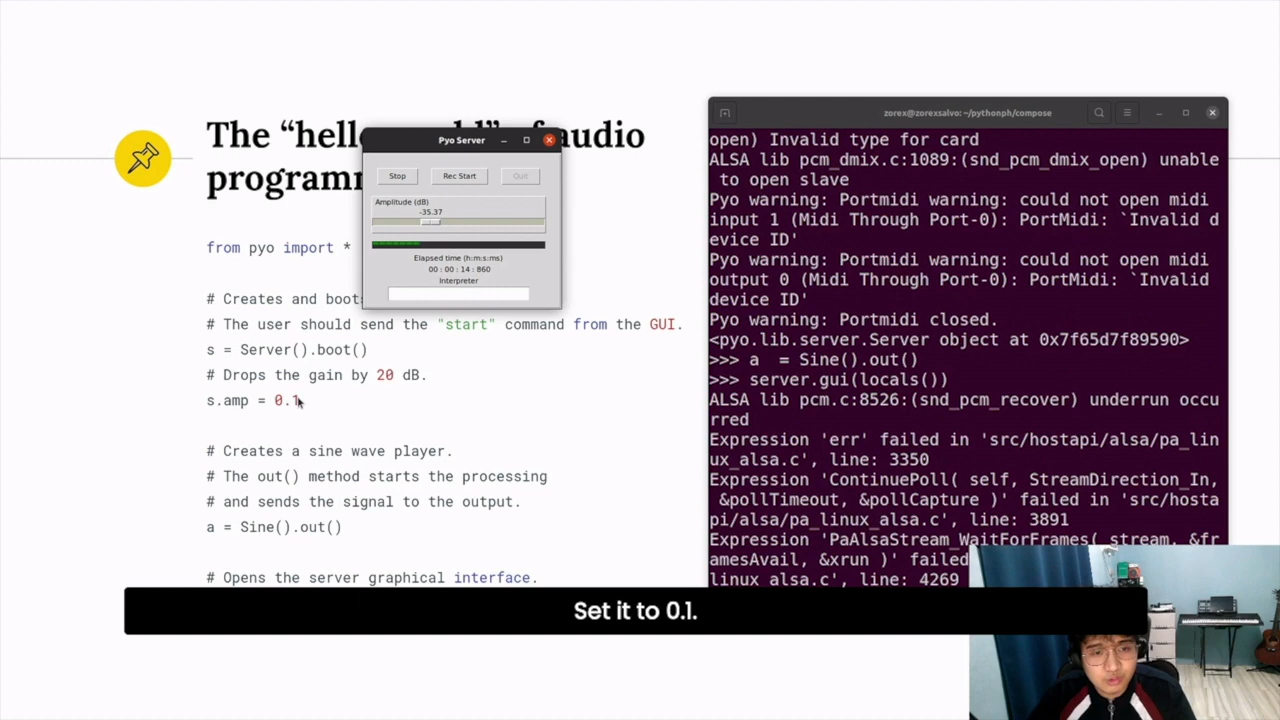 The "hello world" of audio
programm
from pyo import *
# Creates and boots
# The user should send the "start" command from the GUI.
s = Server().boot()
# Drops the gain by 20 dB.
s.amp = 0.1
# Creates a sine wave player.
# The out() method starts the processing
# and sends the signal to the output.
a = Sine().out()
# Opens the server graphical interface.
Pyo Server
Stop
Rec Start
Quit
Amplitude (dB)
-35.37
Elapsed time (h:m:s:ms)
00 : 00 : 14 : 860
Interpreter
zorex@zorexsalvo: ~/pythonph/compose
open) Invalid type for card
ALSA lib pcm_dmix.c:1089:(snd_pcm_dmix_open) unable
to open slave
Pyo warning: Portmidi warning: could not open midi
input 1 (Midi Through Port-0): PortMidi: `Invalid d
evice ID'
Pyo warning: Portmidi warning: could not open midi
output 0 (Midi Through Port-0): PortMidi: `Invalid
device ID'
Pyo warning: Portmidi closed.
<pyo.lib.server.Server object at 0x7f65d7f89590>
>>> a  = Sine().out()
>>> server.gui(locals())
ALSA lib pcm.c:8526:(snd_pcm_recover) underrun occu
rred
Expression 'err' failed in 'src/hostapi/alsa/pa_lin
ux_alsa.c', line: 3350
Expression 'ContinuePoll( self, StreamDirection_In,
&pollTimeout, &pollCapture )' failed in 'src/hosta
pi/alsa/pa_linux_alsa.c', line: 3891
Expression 'PaAlsaStream_WaitForFrames( stream, &fr
amesAvail, &xrun )' failed
linux_alsa.c', line: 4269
Set it to 0.1.